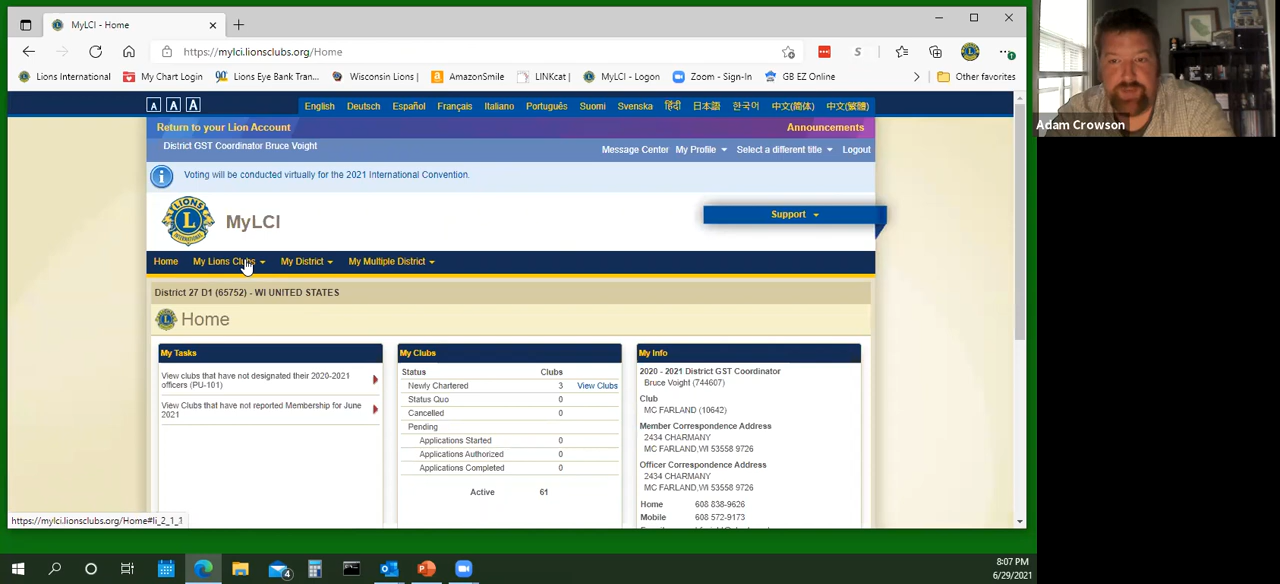 MyLCI - Home
https://mylci.lionsclubs.org/Home
Lions International
My Chart Login
Lions Eye Bank Tran...
Wisconsin Lions |
AmazonSmile
LINKcat |
MyLCI - Logon
Zoom - Sign-In
GB EZ Online
Other favorites
A A A
English Deutsch Español Français Italiano Português Suomi Svenska हिंदी 日本語 한국어 中文(简体) 中文(繁體)
Return to your Lion Account
Announcements
District GST Coordinator Bruce Voight
Message Center My Profile Select a different title Logout
Voting will be conducted virtually for the 2021 International Convention.
LIONS
L
INTERNATIONAL
MyLCI
Support
Home My Lions Clubs My District My Multiple District
District 27 D1 (65752) - WI UNITED STATES
Home
My Tasks
View clubs that have not designated their 2020-2021
officers (PU-101)
View Clubs that have not reported Membership for June
2021
My Clubs
Status Clubs
Newly Chartered 3 View Clubs
Status Quo 0
Cancelled 0
Pending
Applications Started 0
Applications Authorized 0
Applications Completed 0
Active 61
My Info
2020 - 2021 District GST Coordinator
Bruce Voight (744607)
Club
MC FARLAND (10642)
Member Correspondence Address
2434 CHARMANY
MC FARLAND,WI 53558 9726
Officer Correspondence Address
2434 CHARMANY
MC FARLAND,WI 53558 9726
Home 608 838-9626
Mobile 608 572-9173
https://mylci.lionsclubs.org/Home#li_2_1_1
4
8:07 PM
6/29/2021
Adam Crowson